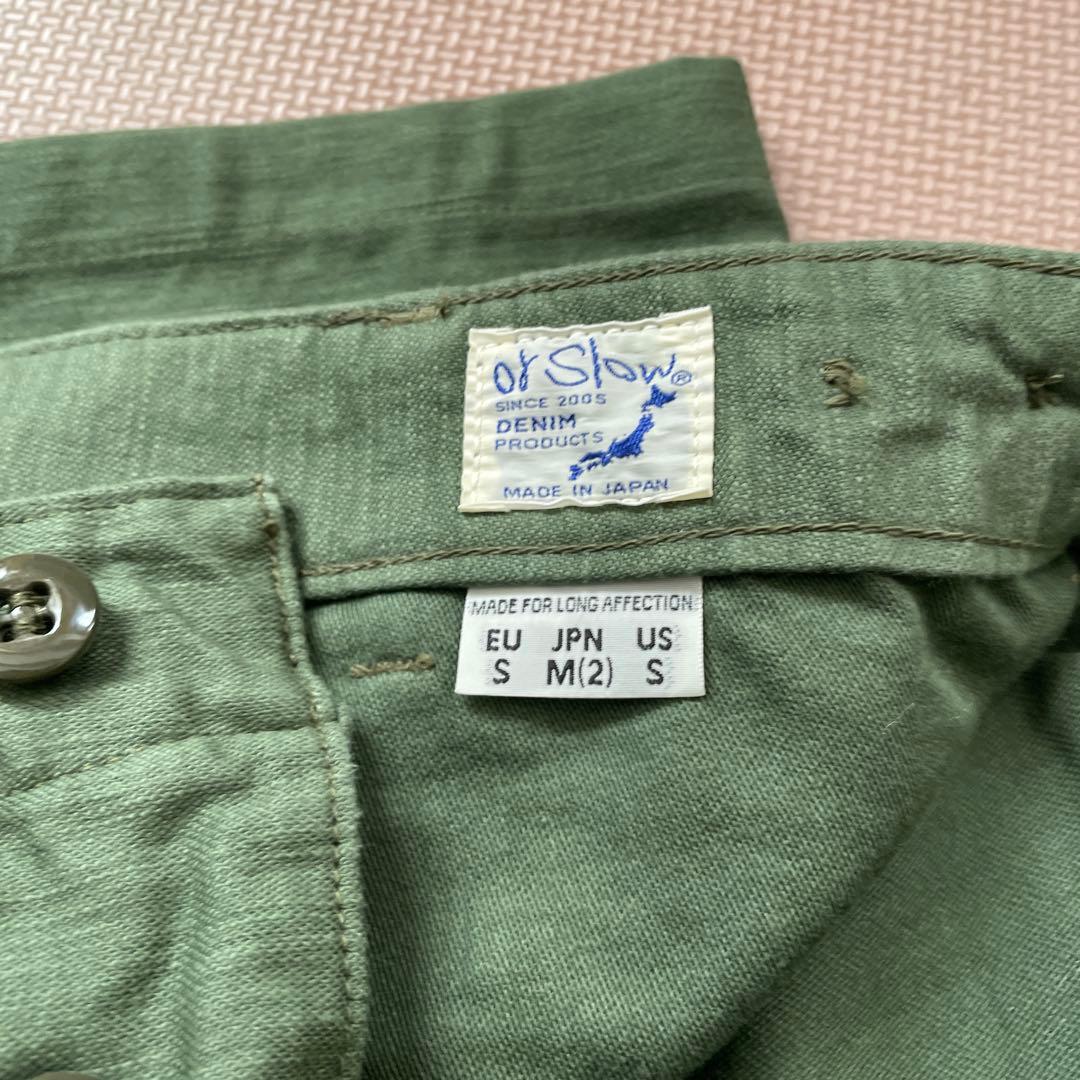 or Slow®
SINCE 2005
DENIM
PRODUCTS
MADE IN JAPAN
MADE FOR LONG AFFECTION
EU JPN US
S M(2) S